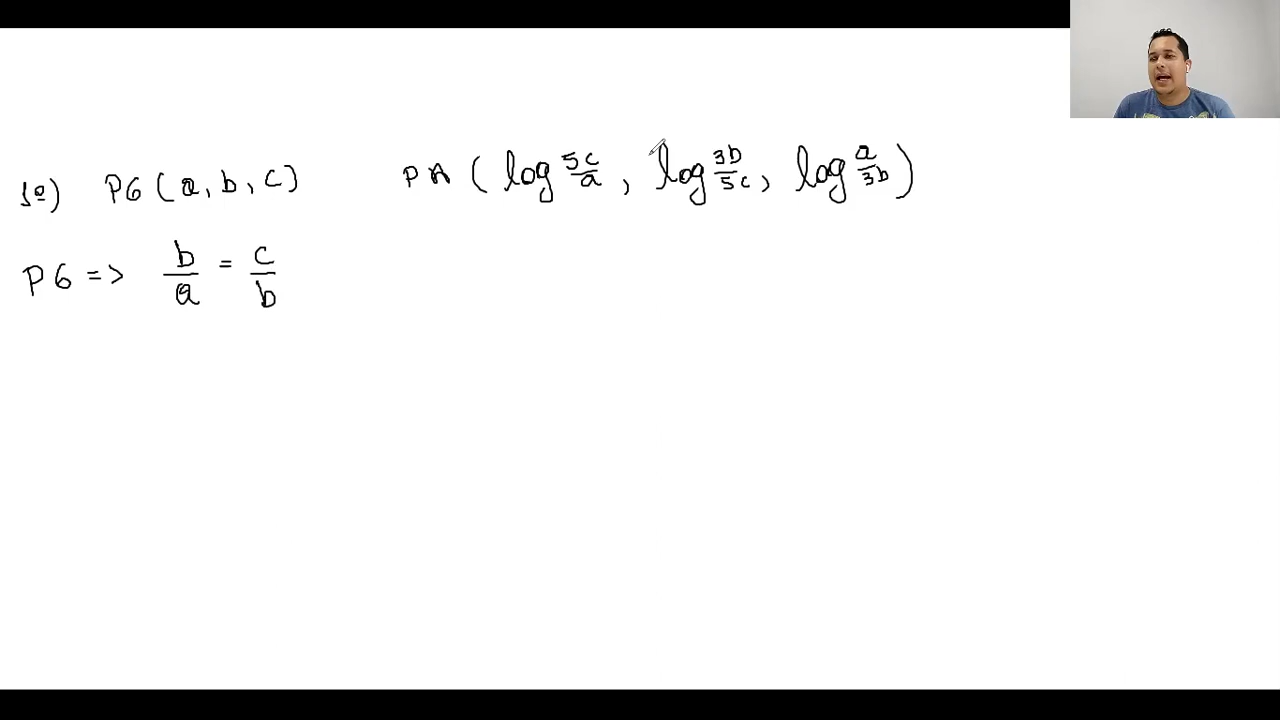 1º) PG (a, b, c) PA ( log 5c/a , log 3b/5c , log a/3b )
PG => b/a = c/b